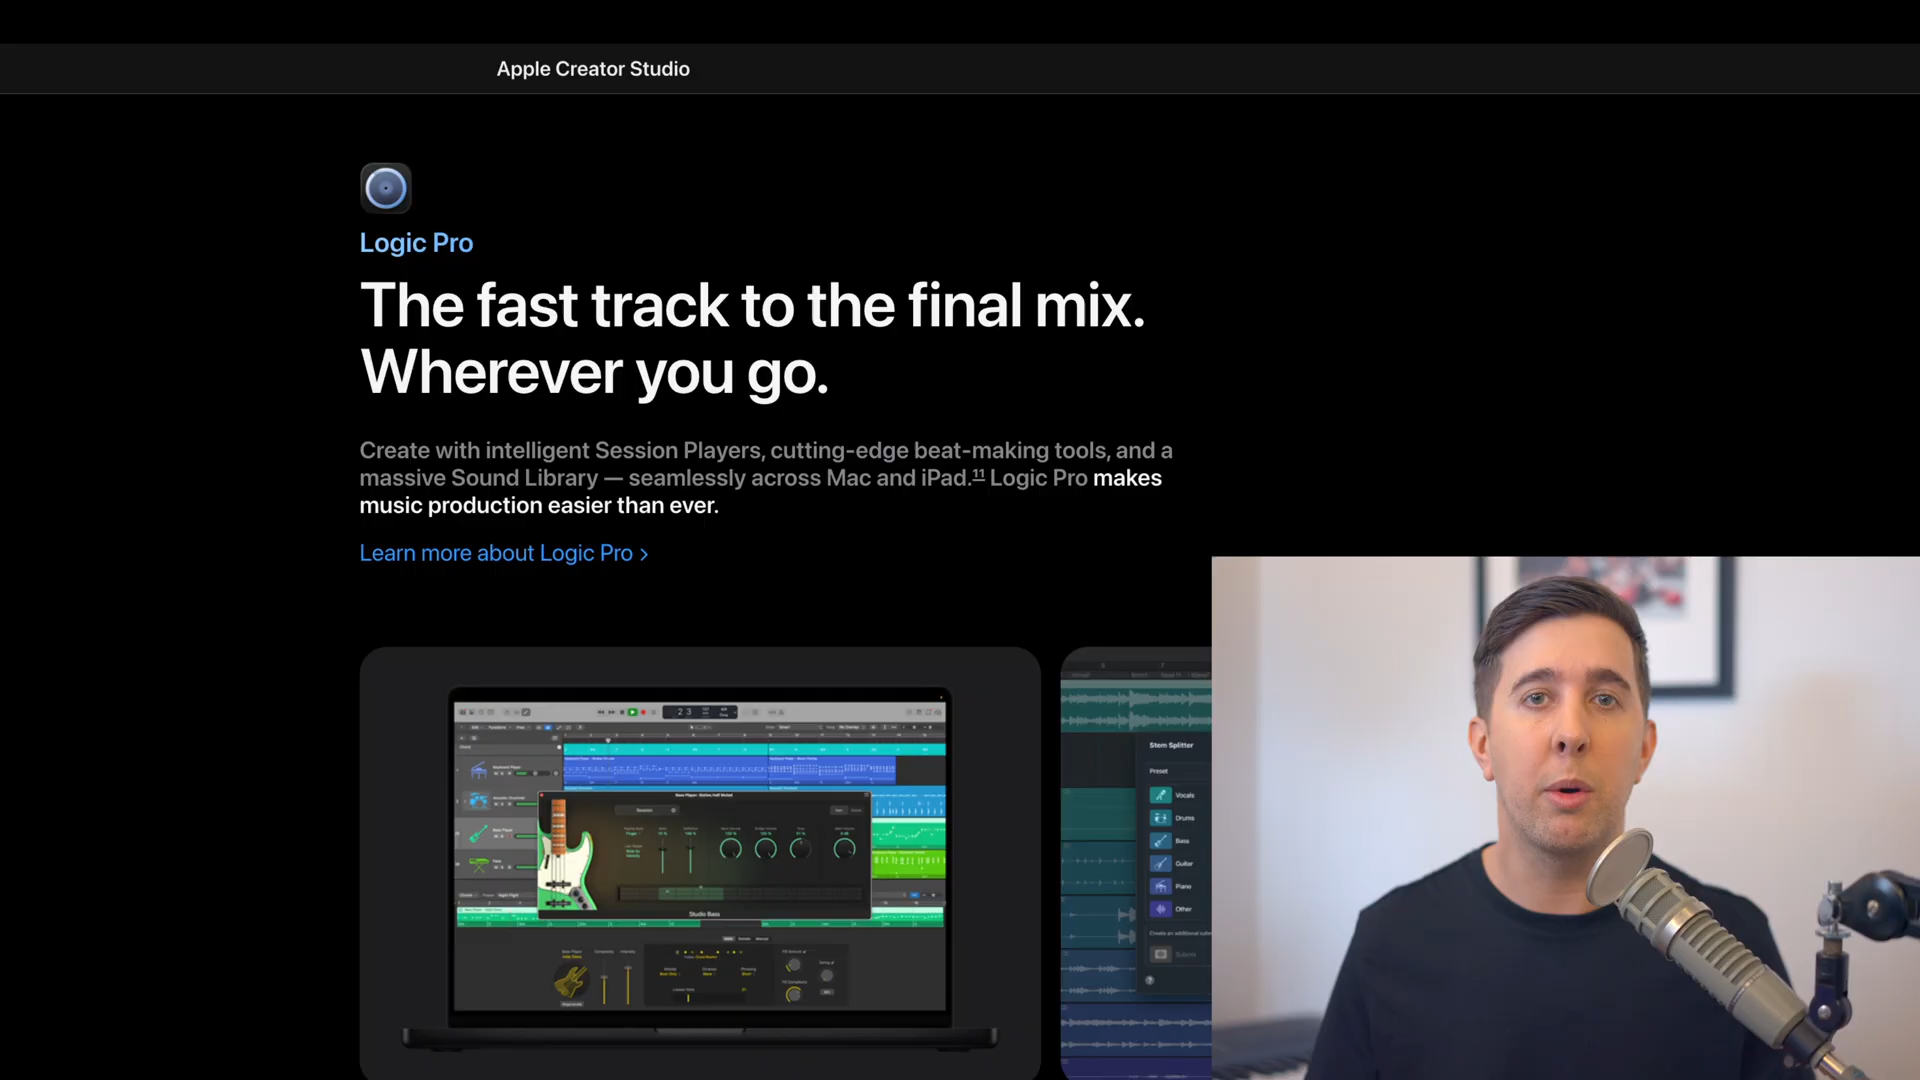 Apple Creator Studio
Logic Pro
The fast track to the final mix.
Wherever you go.
Create with intelligent Session Players, cutting-edge beat-making tools, and a
massive Sound Library — seamlessly across Mac and iPad.¹¹ Logic Pro makes
music production easier than ever.
Learn more about Logic Pro >
Stem Splitter
Preset
Vocals
Drums
Bass
Guitar
Piano
Other
Studio Bass